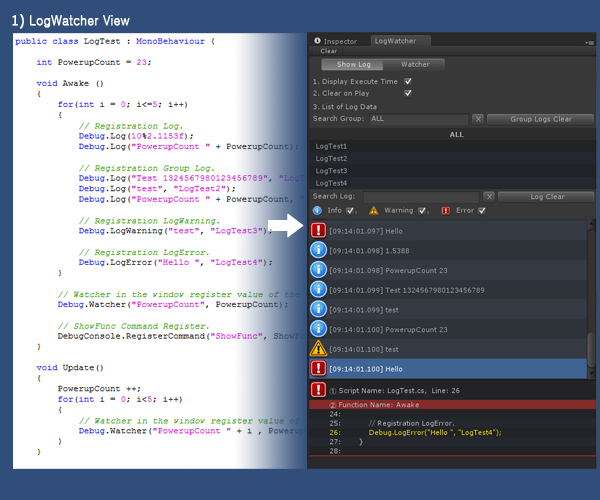 1) LogWatcher View
public class LogTest : MonoBehaviour {
int PowerupCount = 23;
void Awake ()
{
for(int i = 0; i<=5; i++)
{
// Registration Log.
Debug.Log(10%2.1153f);
Debug.Log("PowerupCount " + PowerupCount);
// Registration Group Log.
Debug.Log("Test 1324567980123456789", "LogT
Debug.Log("test", "LogTest2");
Debug.Log("PowerupCount " + PowerupCount,
// Registration LogWarning.
Debug.LogWarning("test", "LogTest3");
// Registration LogError.
Debug.LogError("Hello ", "LogTest4");
}
// Watcher in the window register value of the
Debug.Watcher("PowerupCount", PowerupCount);
// ShowFunc Command Register.
DebugConsole.RegisterCommand("ShowFunc", ShowF
}
void Update()
{
PowerupCount ++;
for(int i = 0; i<5; i++)
{
// Watcher in the window register value of
Debug.Watcher("PowerupCount " + i , Poweru
}
}
Inspector
LogWatcher
Clear
Show Log
Watcher
1. Display Execute Time
2. Clear on Play
3. List of Log Data
Search Group: ALL X Group Logs Clear
ALL
LogTest1
LogTest2
LogTest3
LogTest4
Search Log: X Log Clear
Info Warning Error
[09:14:01.097] Hello
[09:14:01.098] 1.5388
[09:14:01.098] PowerupCount 23
[09:14:01.099] Test 1324567980123456789
[09:14:01.099] test
[09:14:01.100] PowerupCount 23
[09:14:01.100] test
[09:14:01.100] Hello
① Script Name: LogTest.cs, Line: 26
② Function Name: Awake
24:
25: // Registration LogError.
26: Debug.LogError("Hello ", "LogTest4");
27: }
28: